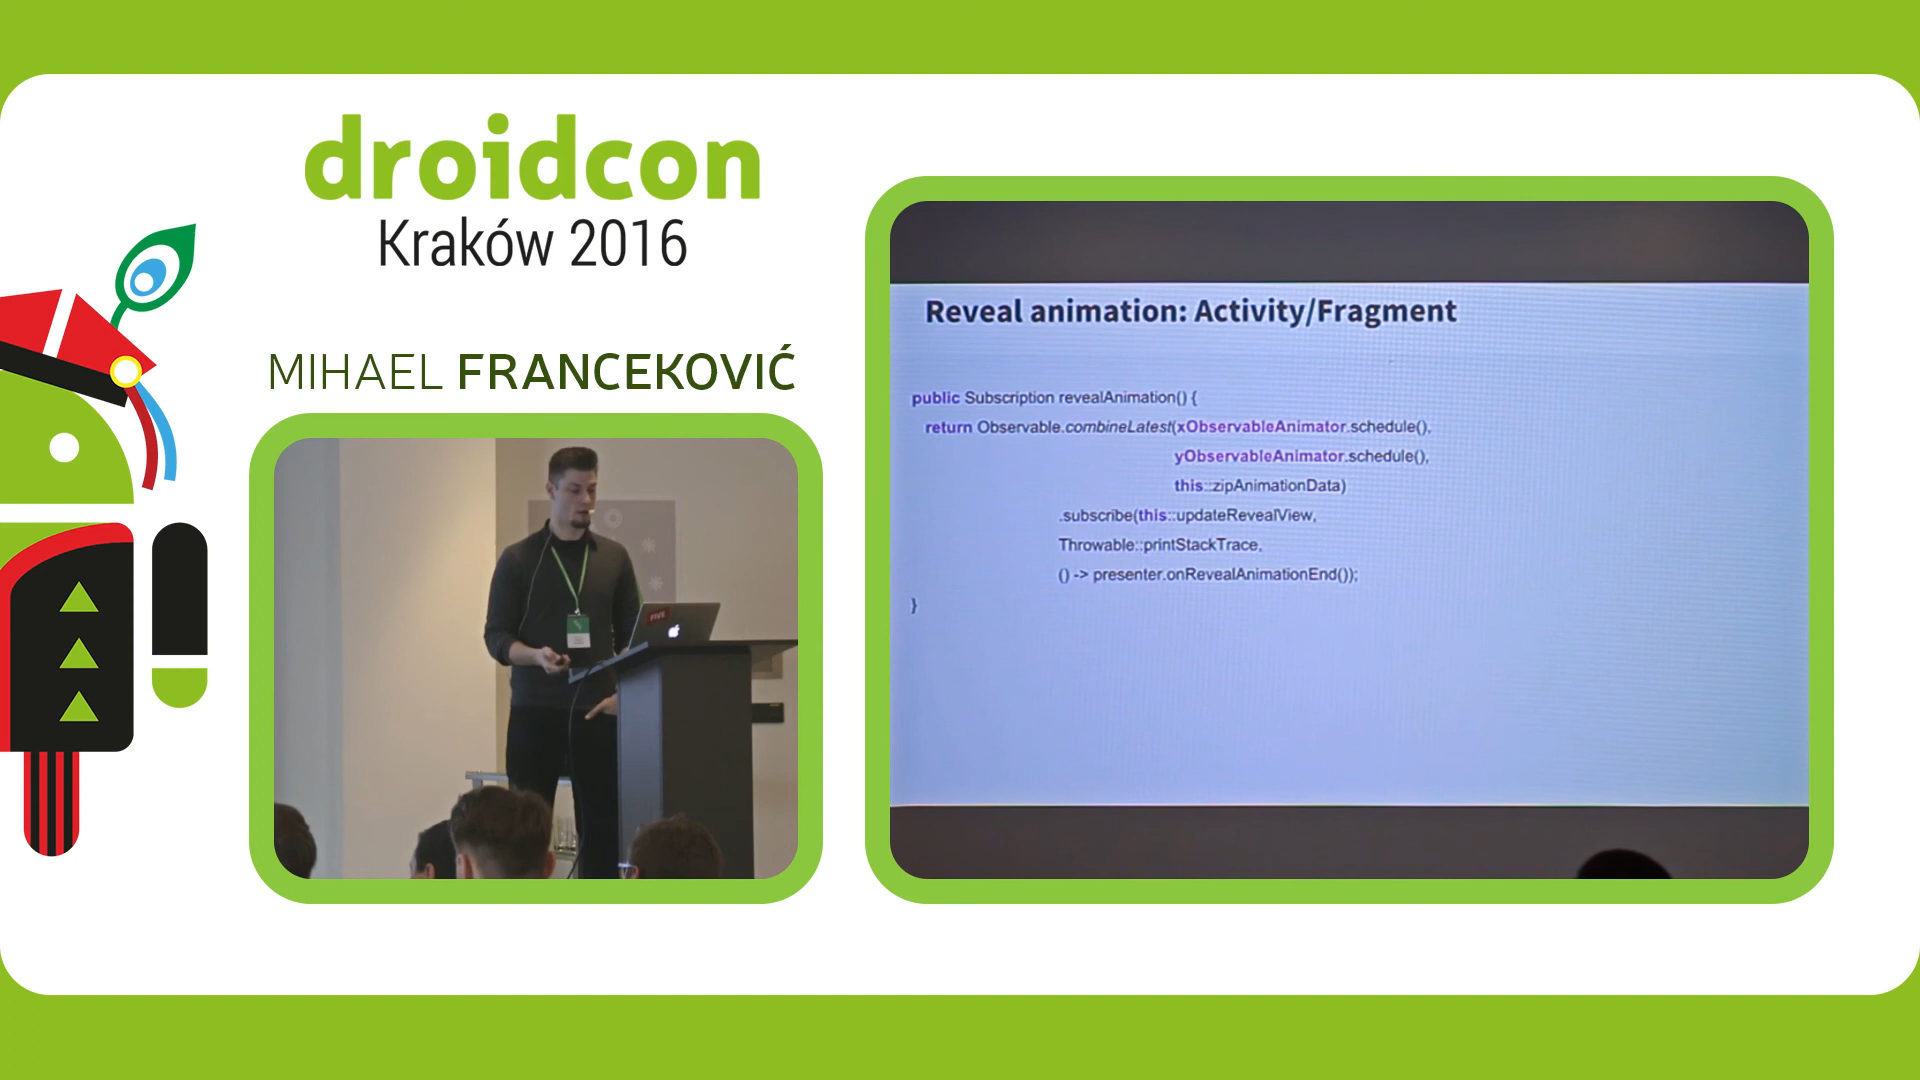 droidcon
Kraków 2016
MIHAEL FRANCEKOVIĆ
FIVE
Reveal animation: Activity/Fragment
public Subscription revealAnimation() {
return Observable.combineLatest(xObservableAnimator.schedule(),
yObservableAnimator.schedule(),
this::zipAnimationData)
.subscribe(this::updateRevealView,
Throwable::printStackTrace,
() -> presenter.onRevealAnimationEnd());
}